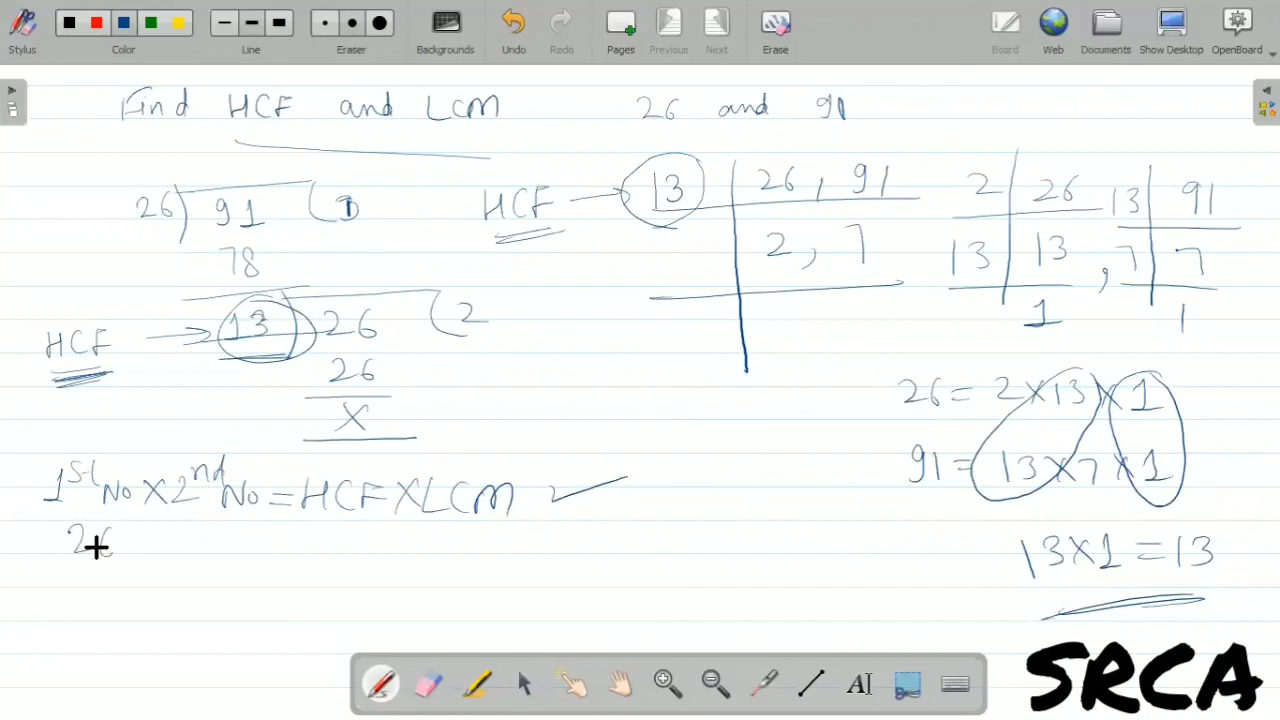 Stylus Color Line Eraser Backgrounds Undo Redo Pages Previous Next Erase Board Web Documents Show Desktop OpenBoard
Find HCF and LCM 26 and 91
26) 91 (
78
13) 26 (2
26
X
HCF
HCF 13 | 26, 91
2, 7
2 | 26
13 | 13
1
,
13 | 91
7 | 7
1
26 = 2 X 13 X 1
91 = 13 X 7 X 1
13 X 1 = 13
1st No X 2nd No = HCF X LCM
26
SRCA